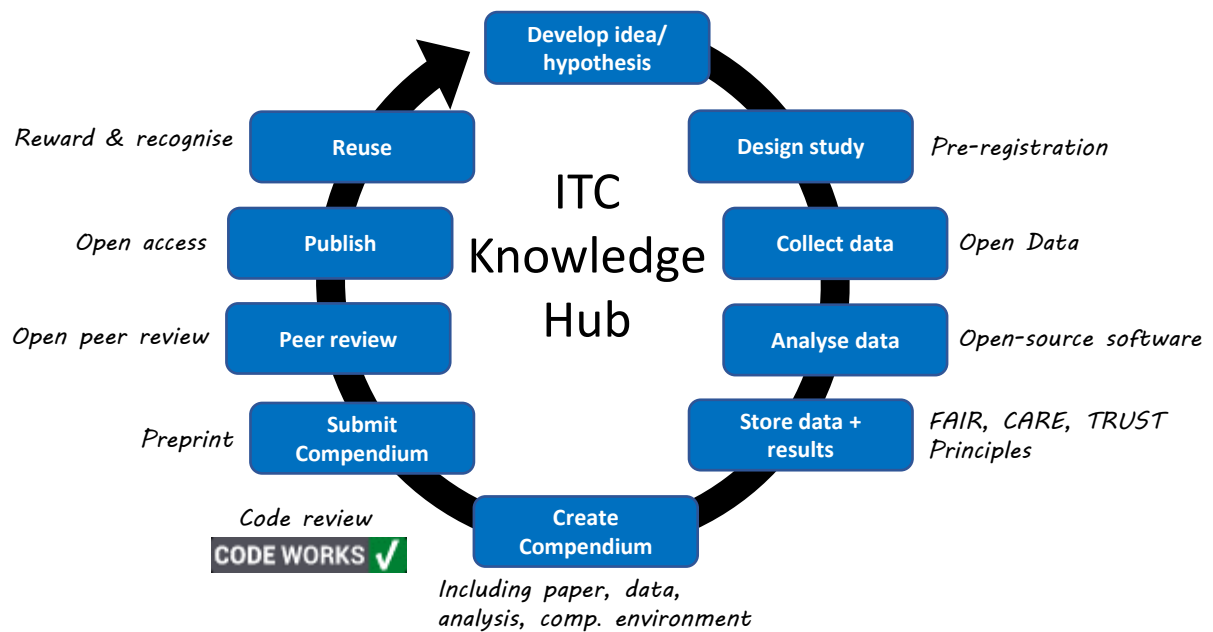 Develop idea/
hypothesis
Reuse
Reward & recognise
Design study
Pre-registration
ITC
Knowledge
Hub
Publish
Open access
Collect data
Open Data
Peer review
Open peer review
Analyse data
Open-source software
Submit
Compendium
Preprint
Store data +
results
FAIR, CARE, TRUST
Principles
Code review
CODE WORKS
Create
Compendium
Including paper, data,
analysis, comp. environment